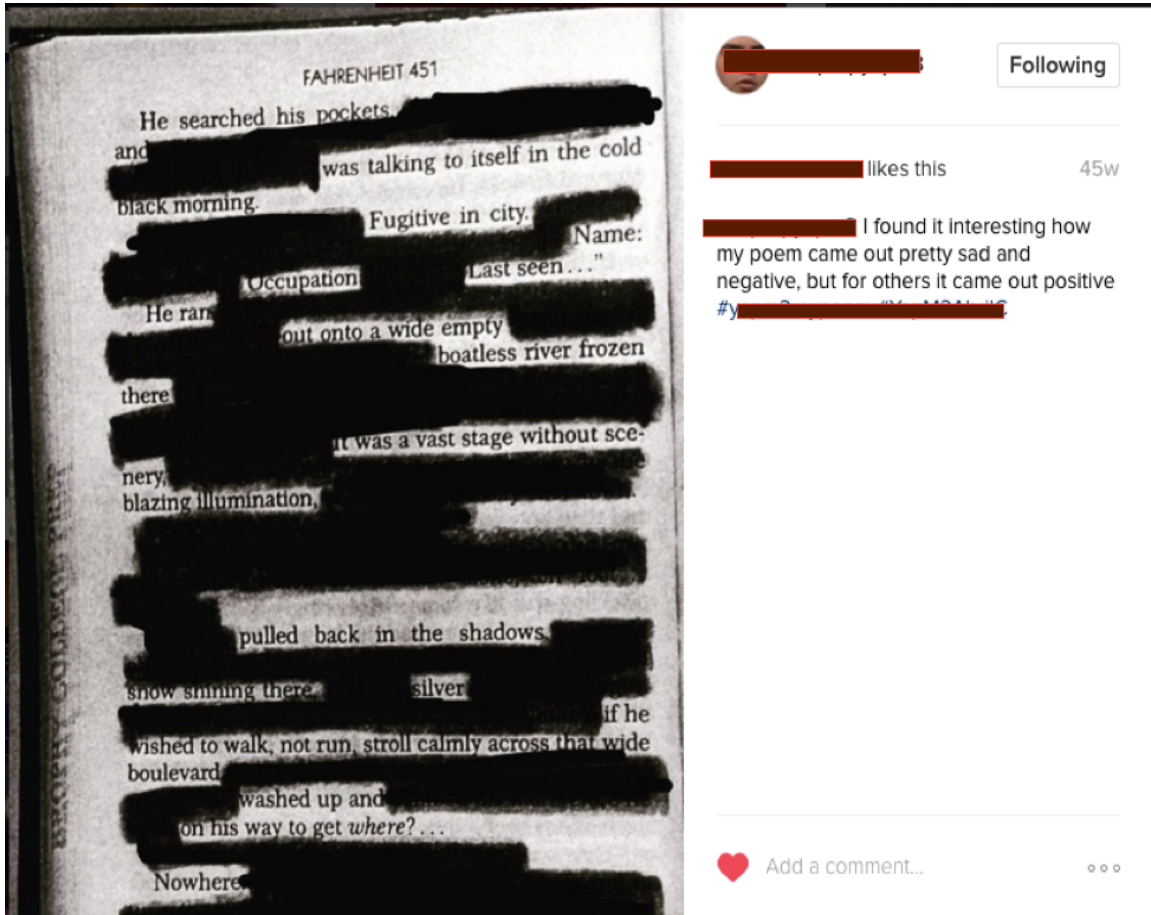 FAHRENHEIT 451
He searched his pockets,
and
was talking to itself in the cold
black morning.
Fugitive in city.
Name:
Occupation Last seen..."
He ran
out onto a wide empty
boatless river frozen
there
It was a vast stage without sce-
nery,
blazing illumination,
pulled back in the shadows,
snow shining there, silver
if he
wished to walk, not run, stroll calmly across that wide
boulevard
washed up and
on his way to get where?...
Nowhere
Following
likes this 45w
I found it interesting how
my poem came out pretty sad and
negative, but for others it came out positive
#y
Add a comment...